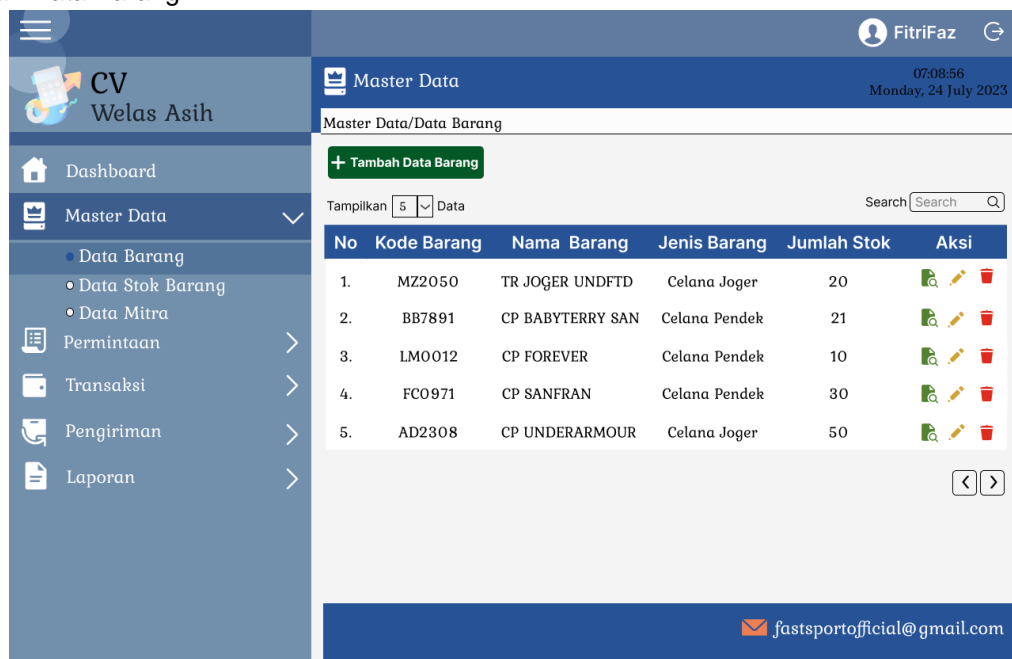 FitriFaz
CV
Welas Asih
Master Data
07:08:56
Monday, 24 July 2023
Master Data/Data Barang
Dashboard
Master Data
Data Barang
Data Stok Barang
Data Mitra
Permintaan
Transaksi
Pengiriman
Laporan
+ Tambah Data Barang
Tampilkan 5 Data
Search Search
No Kode Barang Nama Barang Jenis Barang Jumlah Stok Aksi
1. MZ2050 TR JOGER UNDFTD Celana Joger 20
2. BB7891 CP BABYTERRY SAN Celana Pendek 21
3. LM0012 CP FOREVER Celana Pendek 10
4. FC0971 CP SANFRAN Celana Pendek 30
5. AD2308 CP UNDERARMOUR Celana Joger 50
fastsportofficial@gmail.com